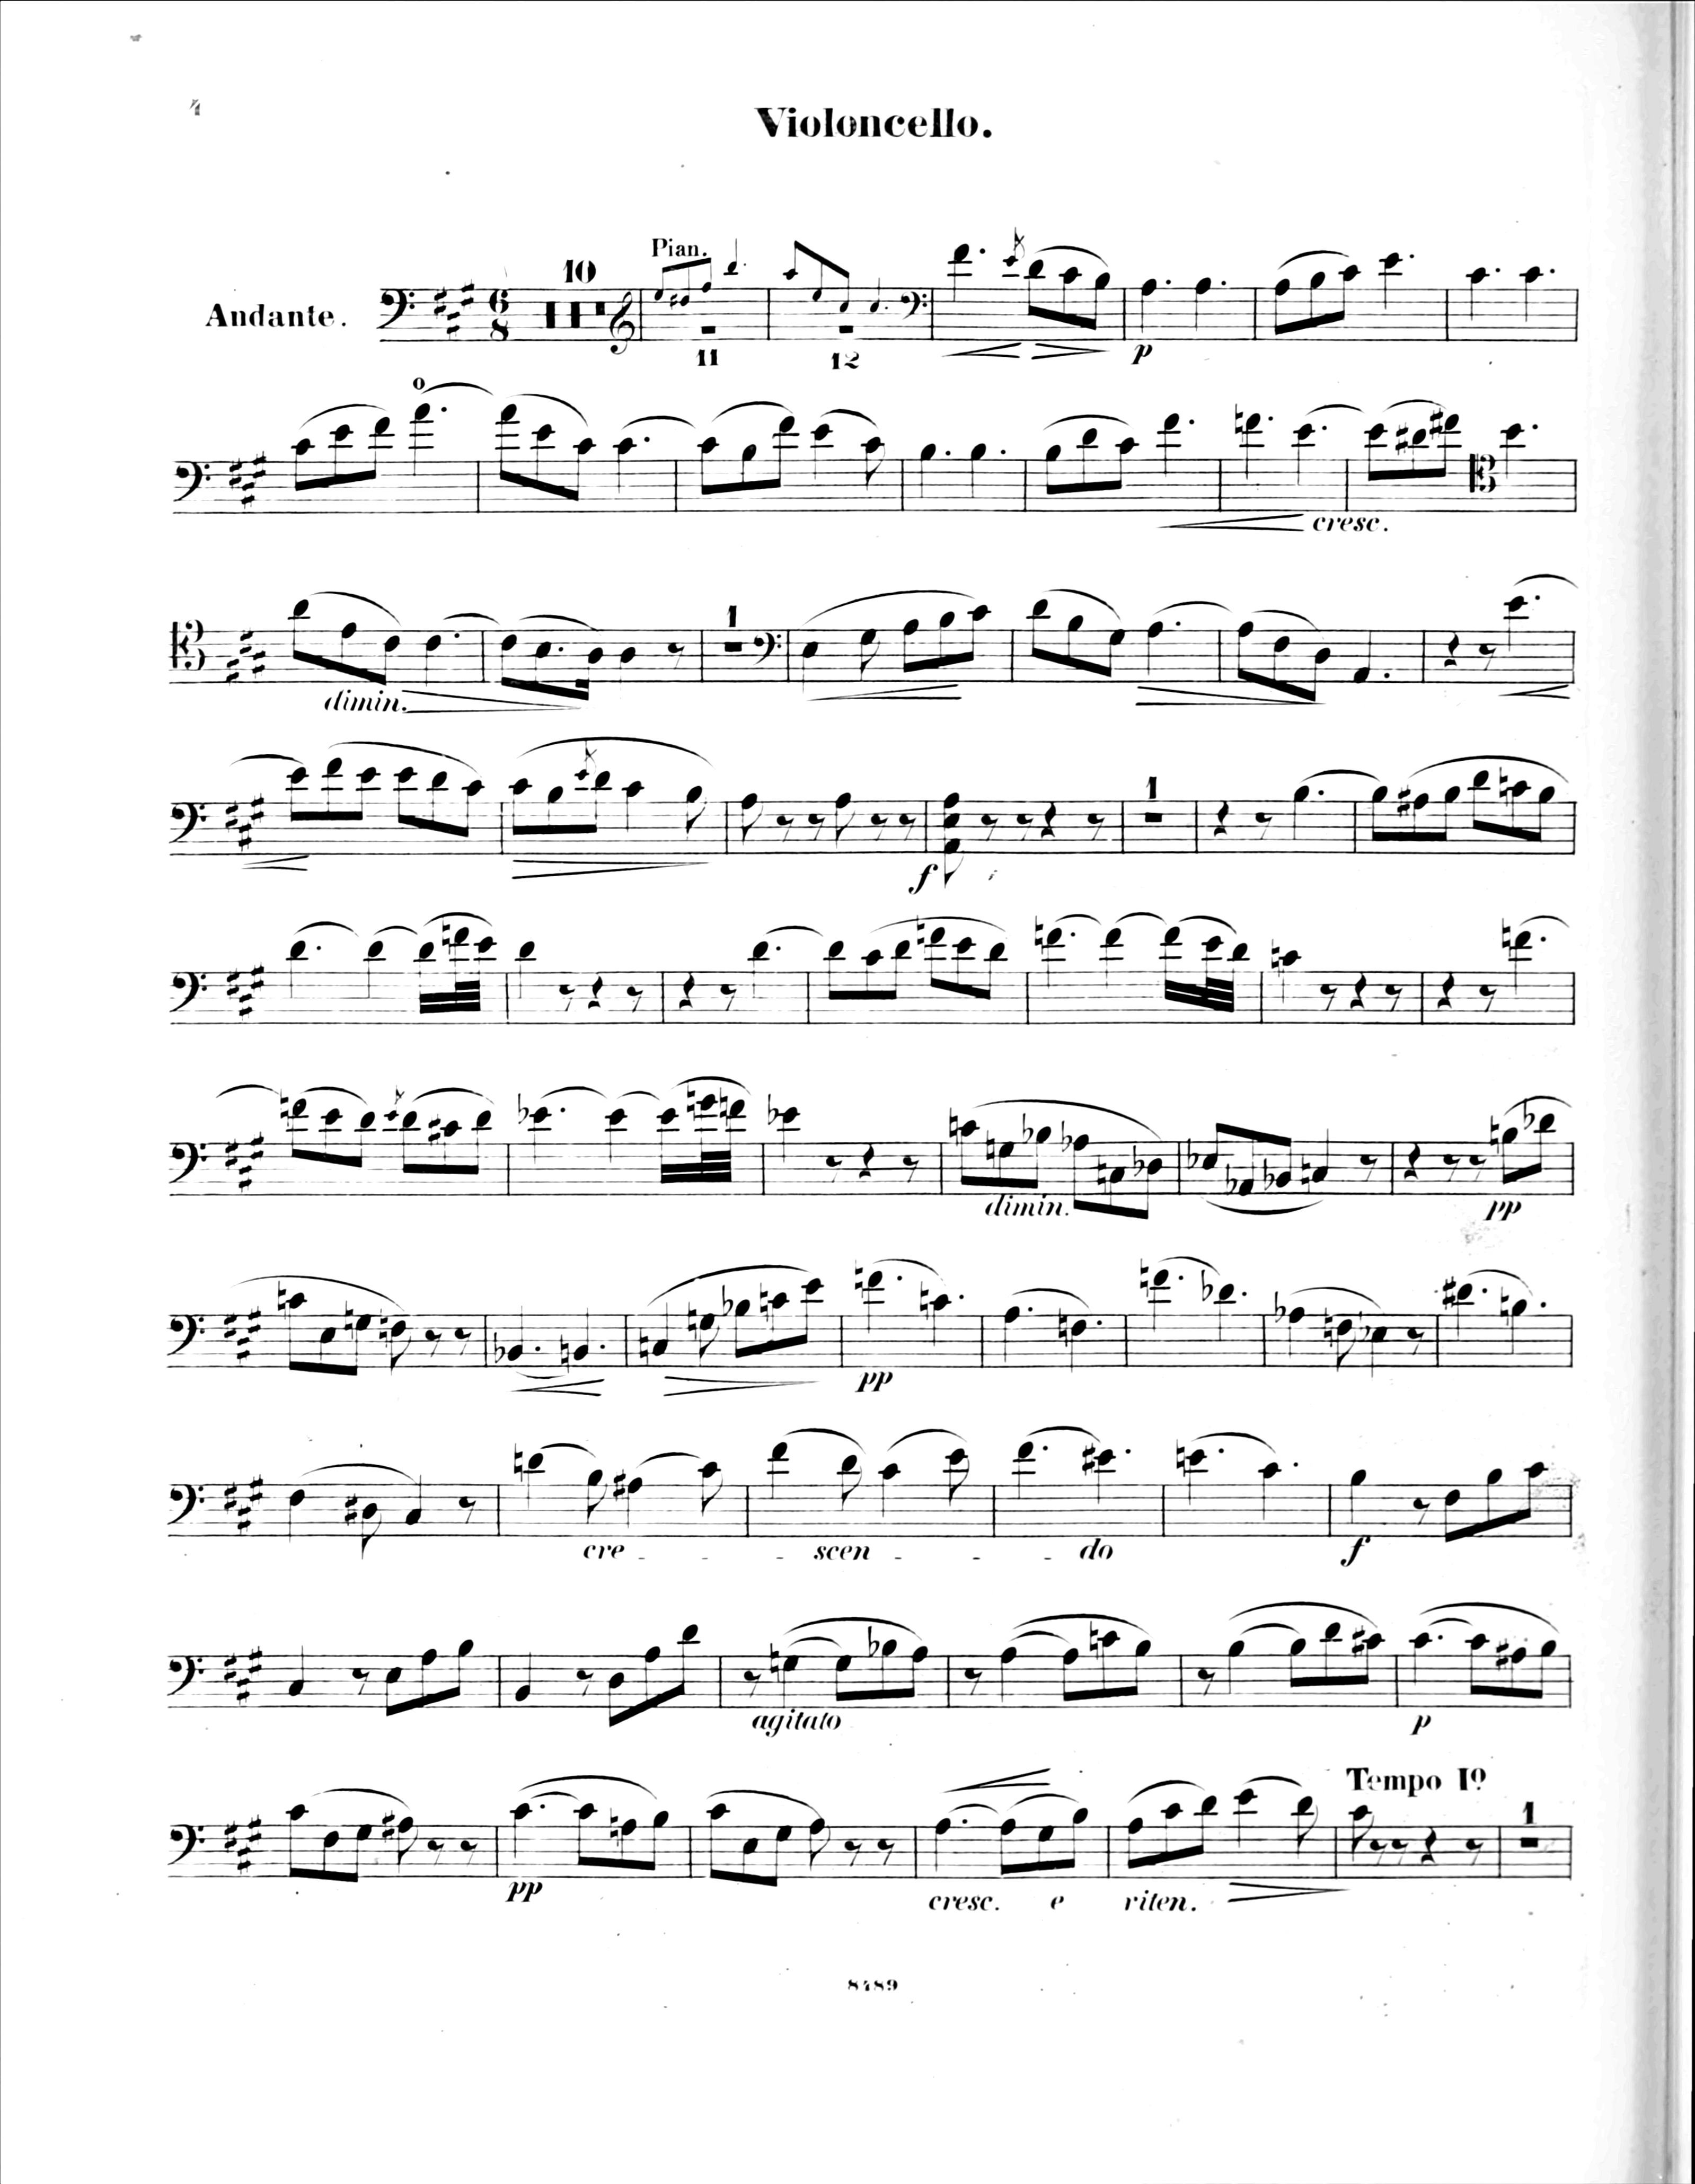 4
Violoncello.
Andante.
10
Pian.
6
8
11
12
p
o
cresc.
1
dimin.
1
f
dimin.
pp
pp
cre - - scen - - - do
f
agitato
p
Tempo Iº
1
pp
cresc. e riten.
8489